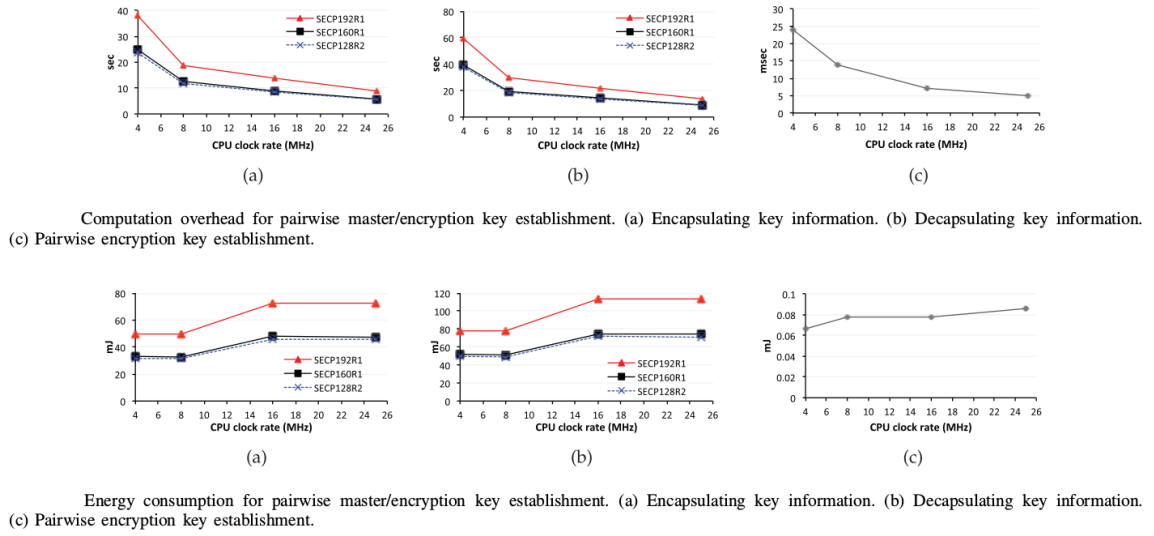 40
30
20
10
0
sec
SECP192R1
SECP160R1
SECP128R2
4 6 8 10 12 14 16 18 20 22 24 26
CPU clock rate (MHz)
(a)
80
60
40
20
0
sec
SECP192R1
SECP160R1
SECP128R2
4 6 8 10 12 14 16 18 20 22 24 26
CPU clock rate (MHz)
(b)
30
25
20
15
10
5
0
msec
4 6 8 10 12 14 16 18 20 22 24 26
CPU clock rate (MHz)
(c)
Computation overhead for pairwise master/encryption key establishment. (a) Encapsulating key information. (b) Decapsulating key information.
(c) Pairwise encryption key establishment.
80
60
40
20
0
mJ
SECP192R1
SECP160R1
SECP128R2
4 6 8 10 12 14 16 18 20 22 24 26
CPU clock rate (MHz)
(a)
120
100
80
60
40
20
0
mJ
SECP192R1
SECP160R1
SECP128R2
4 6 8 10 12 14 16 18 20 22 24 26
CPU clock rate (MHz)
(b)
0.1
0.08
0.06
0.04
0.02
0
mJ
4 6 8 10 12 14 16 18 20 22 24 26
CPU clock rate (MHz)
(c)
Energy consumption for pairwise master/encryption key establishment. (a) Encapsulating key information. (b) Decapsulating key information.
(c) Pairwise encryption key establishment.